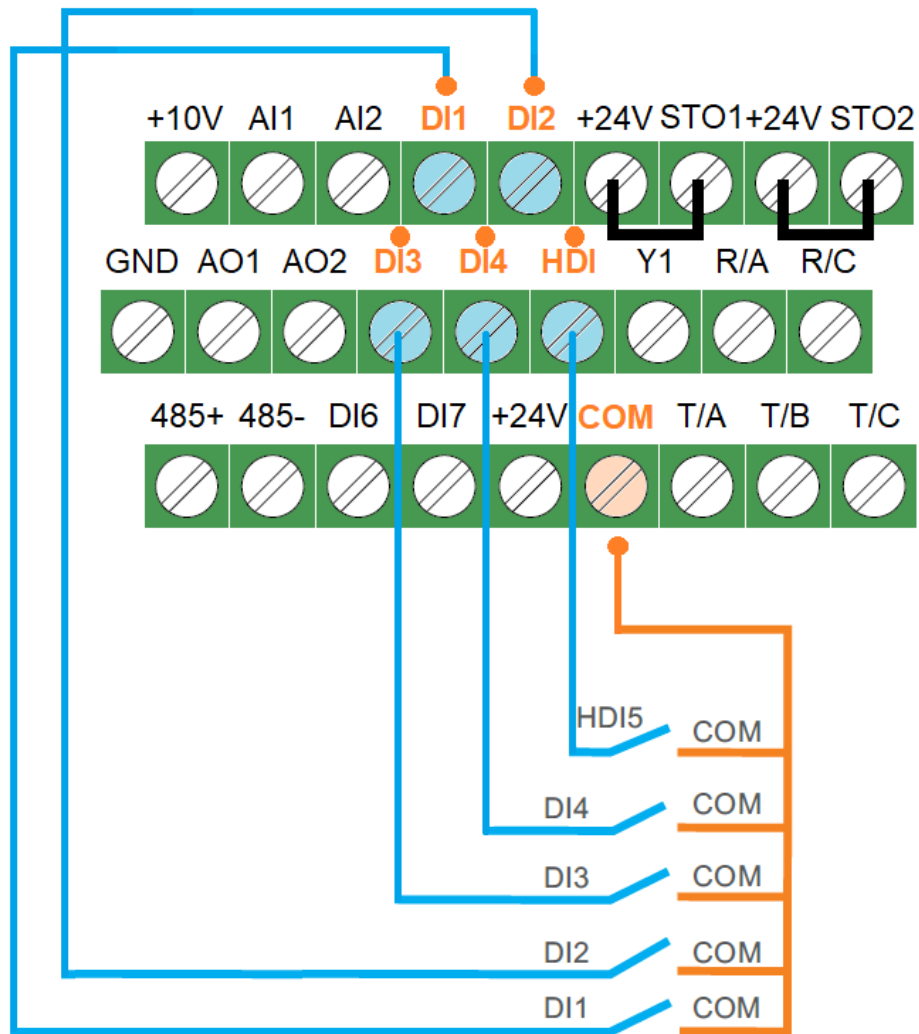 +10V AI1 AI2 DI1 DI2 +24V STO1 +24V STO2
GND AO1 AO2 DI3 DI4 HDI Y1 R/A R/C
485+ 485- DI6 DI7 +24V COM T/A T/B T/C
HDI5 COM
DI4 COM
DI3 COM
DI2 COM
DI1 COM